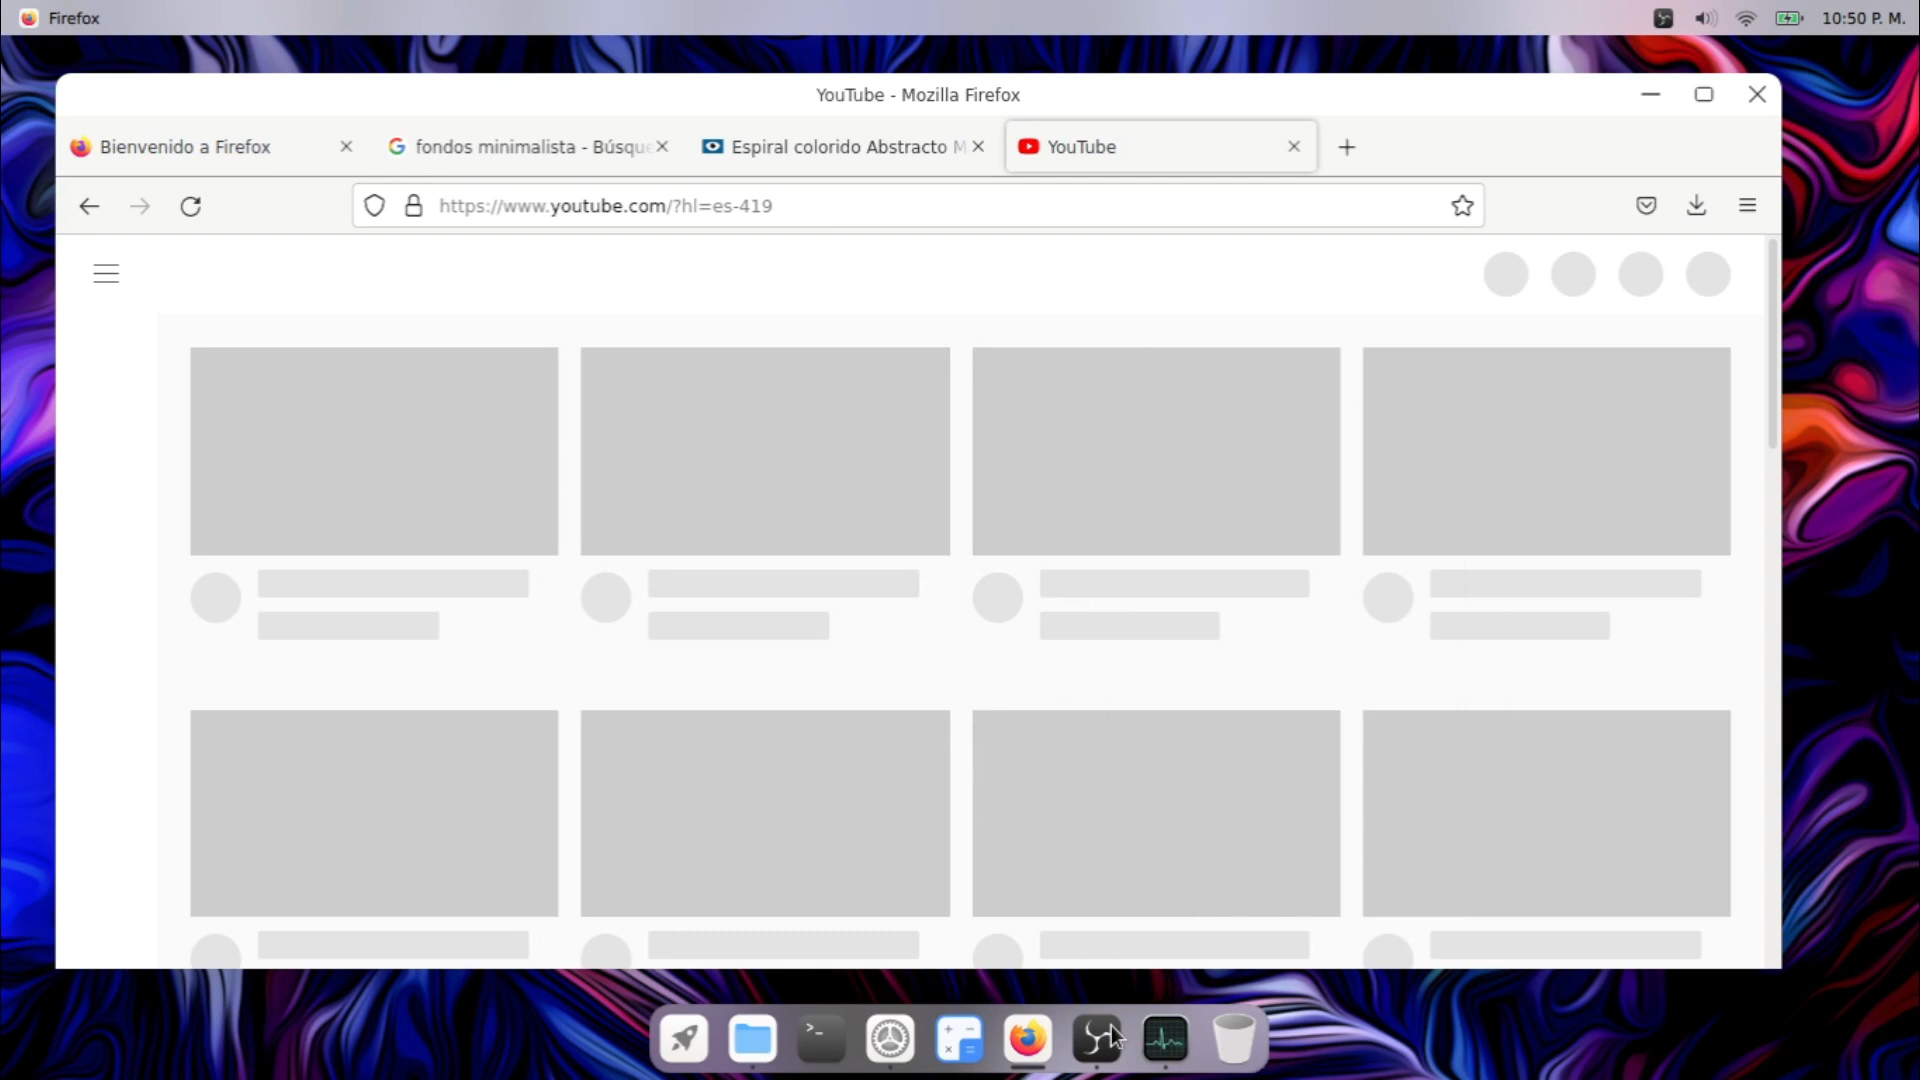 Firefox
10:50 P. M.
YouTube - Mozilla Firefox
Bienvenido a Firefox
fondos minimalista - Búsque
Espiral colorido Abstracto M
YouTube
https://www.youtube.com/?hl=es-419